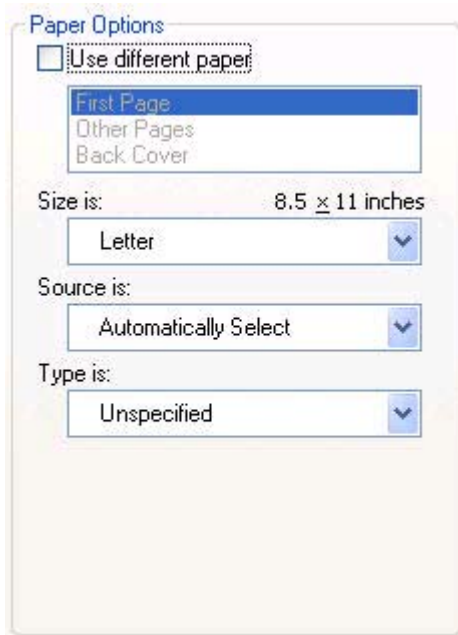 Paper Options
Use different paper
First Page
Other Pages
Back Cover
Size is: 8.5 x 11 inches
Letter
Source is:
Automatically Select
Type is:
Unspecified